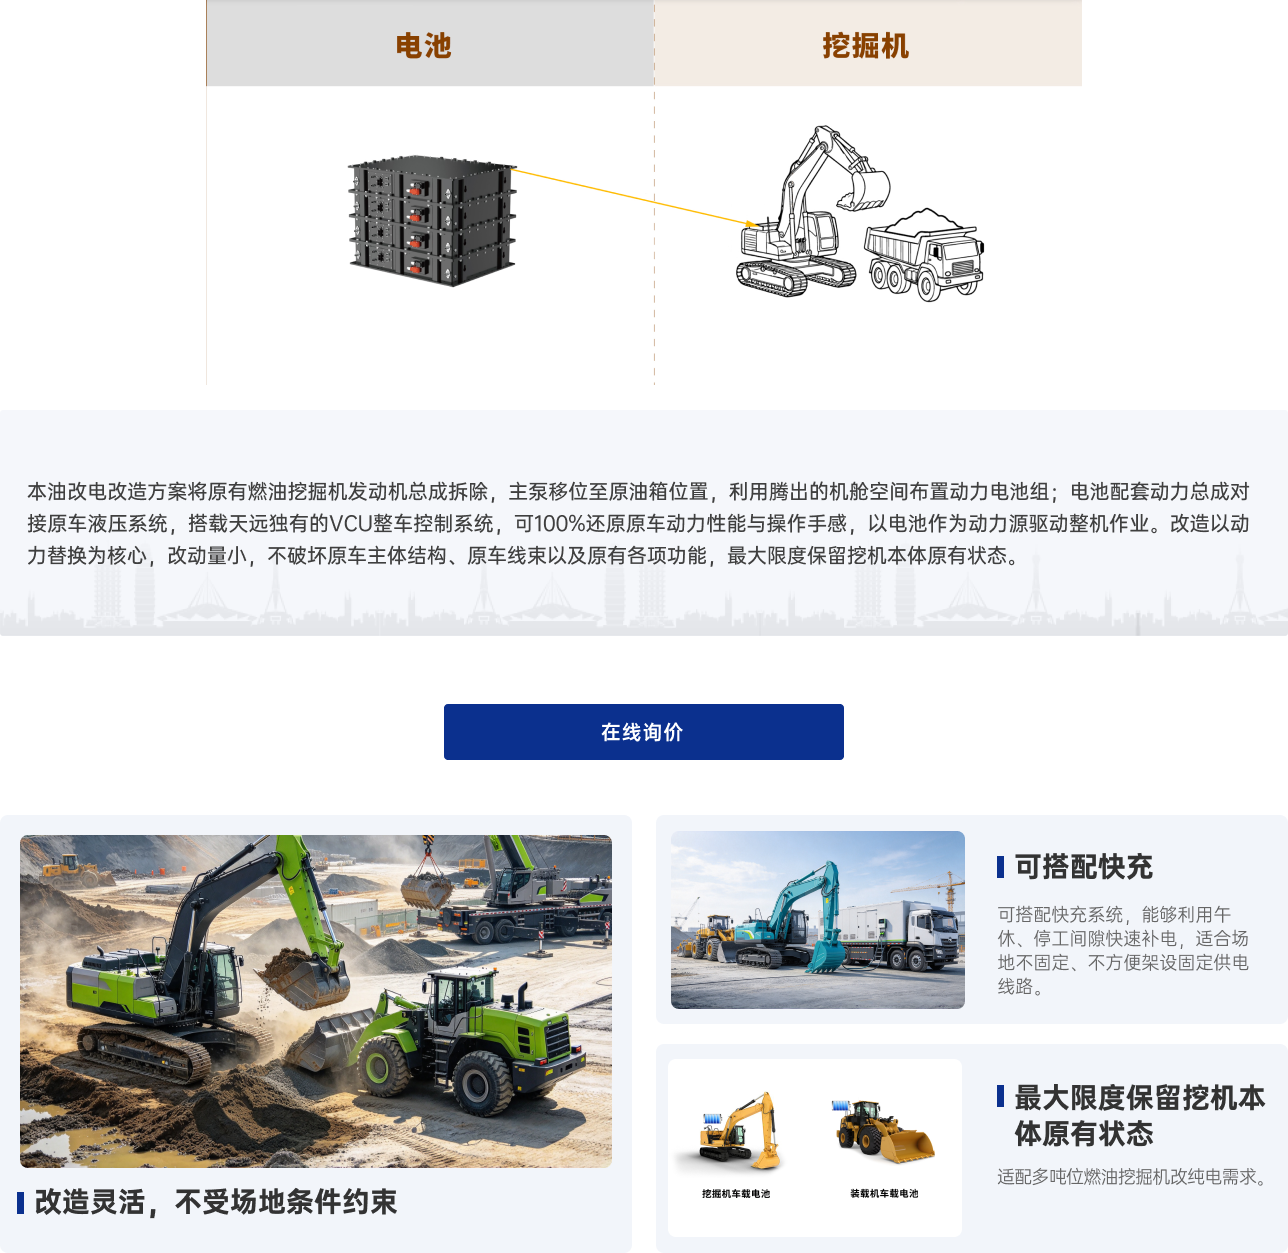 电池
挖掘机
本油改电改造方案将原有燃油挖掘机发动机总成拆除，主泵移位至原油箱位置，利用腾出的机舱空间布置动力电池组；电池配套动力总成对
接原车液压系统，搭载天远独有的VCU整车控制系统，可100%还原原车动力性能与操作手感，以电池作为动力源驱动整机作业。改造以动
力替换为核心，改动量小，不破坏原车主体结构、原车线束以及原有各项功能，最大限度保留挖机本体原有状态。
在线询价
改造灵活，不受场地条件约束
可搭配快充
可搭配快充系统，能够利用午
休、停工间隙快速补电，适合场
地不固定、不方便架设固定供电
线路。
挖掘机车载电池
装载机车载电池
最大限度保留挖机本
体原有状态
适配多吨位燃油挖掘机改纯电需求。